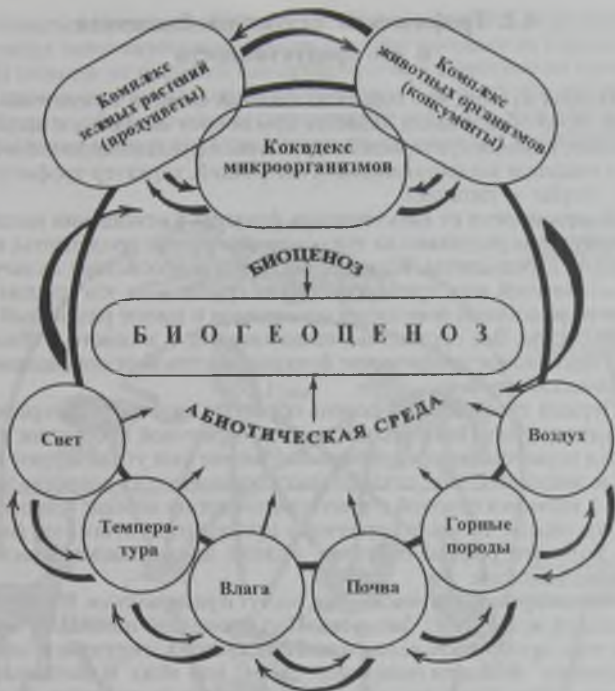 Комплекс
зеленых растений
(продуценты)
Комплекс
животных организмов
(консументы)
Коквдекс
микроорганизмов
БИОЦЕНОЗ
БИОГЕОЦЕНОЗ
АБИОТИЧЕСКАЯ СРЕДА
Свет
Воздух
Темпера-
тура
Горные
породы
Влага
Почва